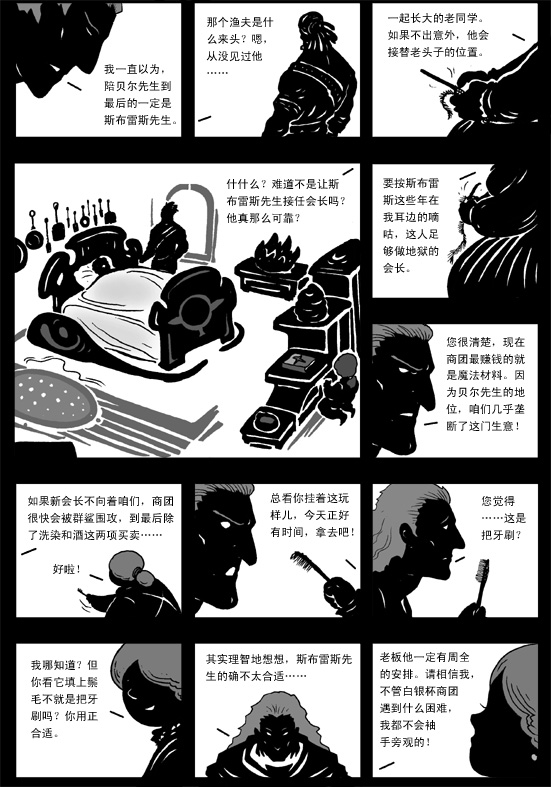 我一直以为，
陪贝尔先生到
最后的一定是
斯布雷斯先生。
那个渔夫是什
么来头？嗯，
从没见过他
……
一起长大的老同学。
如果不出意外，他会
接替老头子的位置。
什什么？难道不是让斯
布雷斯先生接任会长吗？
他真那么可靠？
要按斯布雷
斯这些年在
我耳边的嘀
咕，这人足
够做地狱的
会长。
您很清楚，现在
商团最赚钱的就
是魔法材料。因
为贝尔先生的地
位，咱们几乎垄
断了这门生意！
如果新会长不向着咱们，商团
很快会被群鲨围攻，到最后除
了洗染和酒这两项买卖……
好啦！
总看你拄着这玩
样儿，今天正好
有时间，拿去吧！
您觉得
……这是
把牙刷？
我哪知道？但
你看它填上鬃
毛不就是把牙
刷吗？你用正
合适。
其实理智地想想，斯布雷斯先
生的确不太合适……
老板他一定有周全
的安排。请相信我，
不管白银杯商团
遇到什么困难，
我都不会袖
手旁观的！